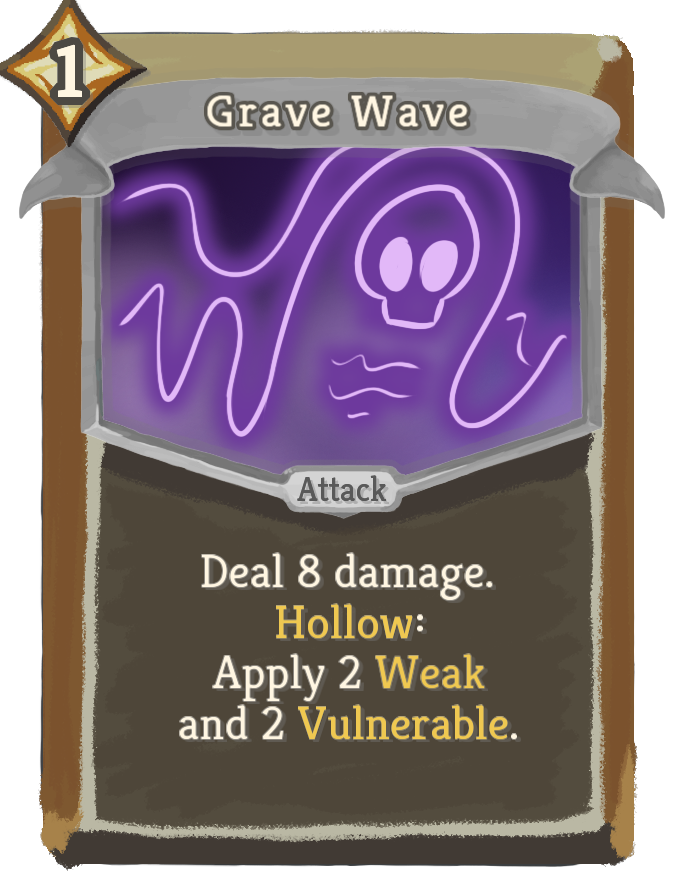 1
Grave Wave
Attack
Deal 8 damage.
Hollow:
Apply 2 Weak
and 2 Vulnerable.